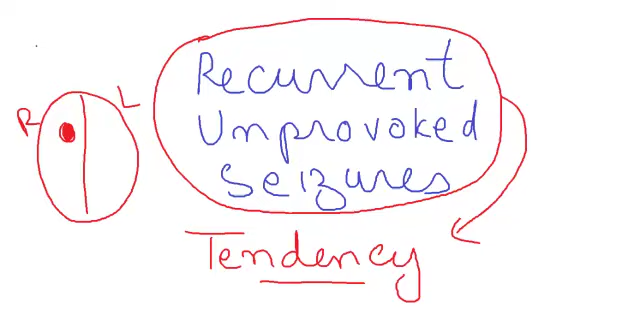 R
L
Recurrent
Unprovoked
Seizures
Tendency